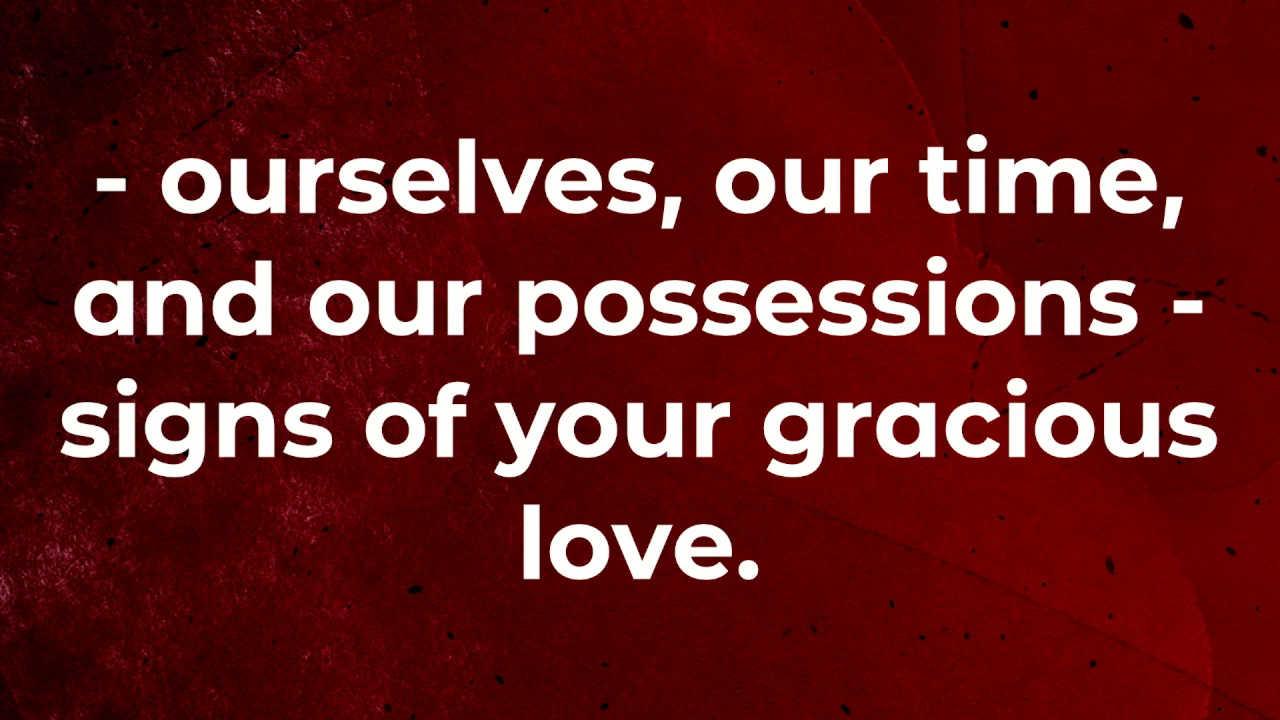 - ourselves, our time,
and our possessions -
signs of your gracious
love.